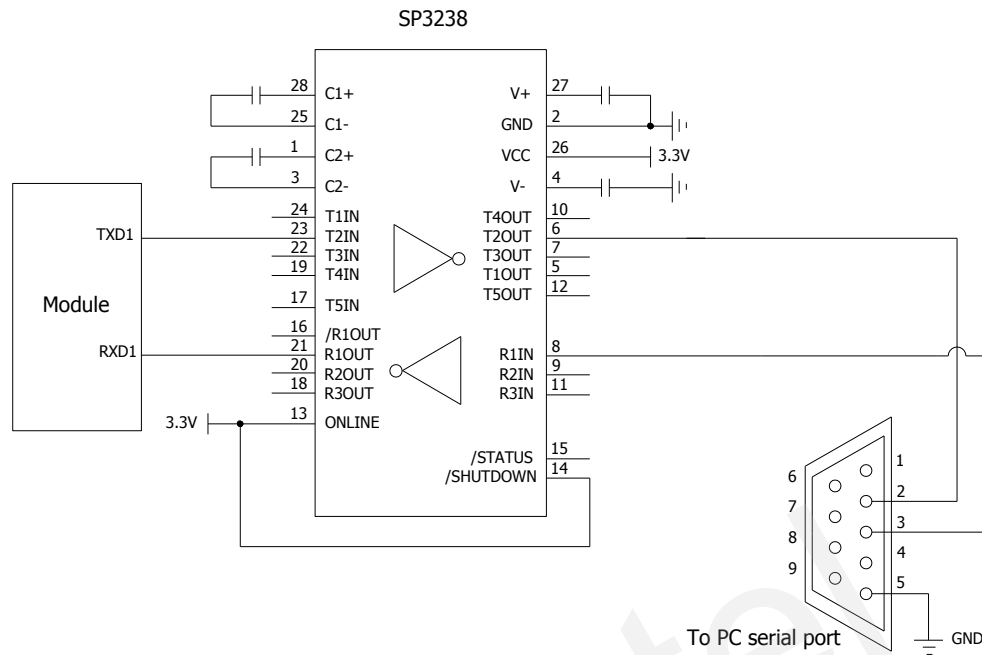 SP3238
28 C1+
25 C1-
1 C2+
3 C2-
24 T1IN
23 T2IN
22 T3IN
19 T4IN
17 T5IN
16 /R1OUT
21 R1OUT
20 R2OUT
18 R3OUT
13 ONLINE
3.3V
V+ 27
GND 2
VCC 26
3.3V
V- 4
T4OUT 10
T2OUT 6
T3OUT 7
T1OUT 5
T5OUT 12
R1IN 8
R2IN 9
R3IN 11
/STATUS 15
/SHUTDOWN 14
TXD1
Module
RXD1
6
7
8
9
1
2
3
4
5
To PC serial port
GND